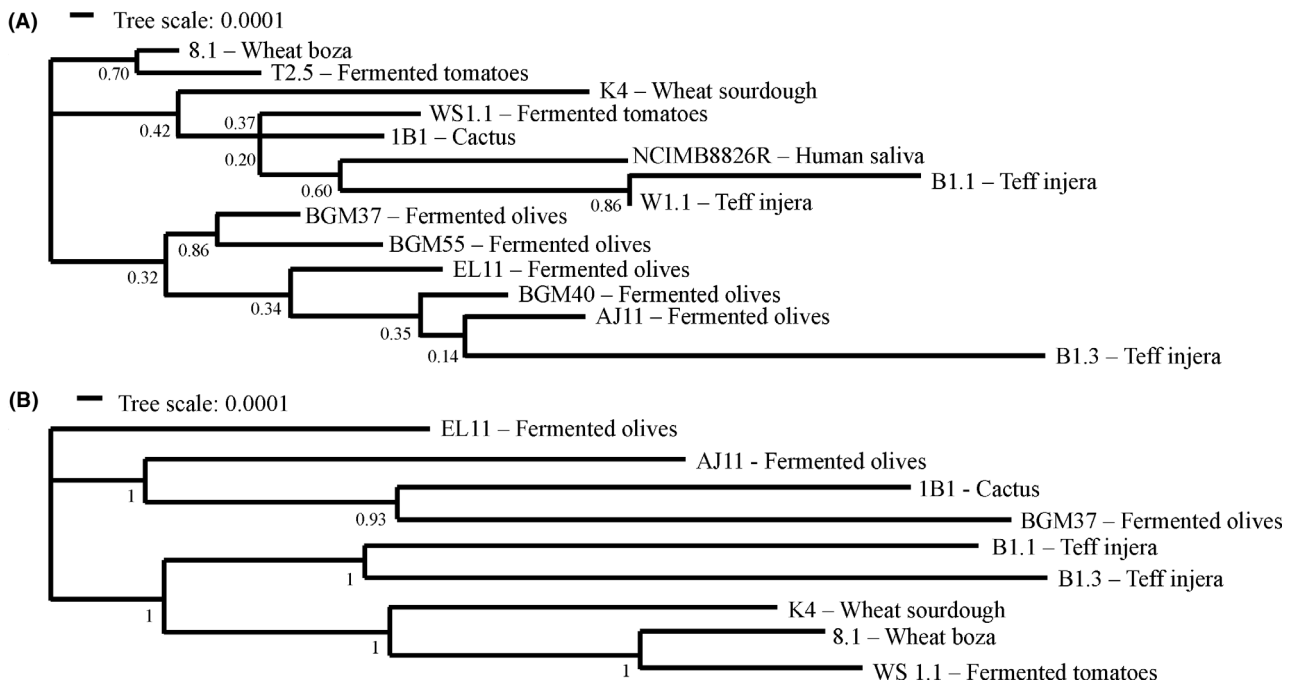 (A) Tree scale: 0.0001
8.1 – Wheat boza
0.70
T2.5 – Fermented tomatoes
K4 – Wheat sourdough
0.42
0.37
WS1.1 – Fermented tomatoes
1B1 – Cactus
0.20
NCIMB8826R – Human saliva
0.60
B1.1 – Teff injera
0.86
W1.1 – Teff injera
BGM37 – Fermented olives
0.86
BGM55 – Fermented olives
0.32
EL11 – Fermented olives
0.34
BGM40 – Fermented olives
0.35
AJ11 – Fermented olives
0.14
B1.3 – Teff injera
(B) Tree scale: 0.0001
EL11 – Fermented olives
AJ11 - Fermented olives
1
1B1 - Cactus
0.93
BGM37 – Fermented olives
B1.1 – Teff injera
1
B1.3 – Teff injera
1
K4 – Wheat sourdough
1
8.1 – Wheat boza
1
WS 1.1 – Fermented tomatoes